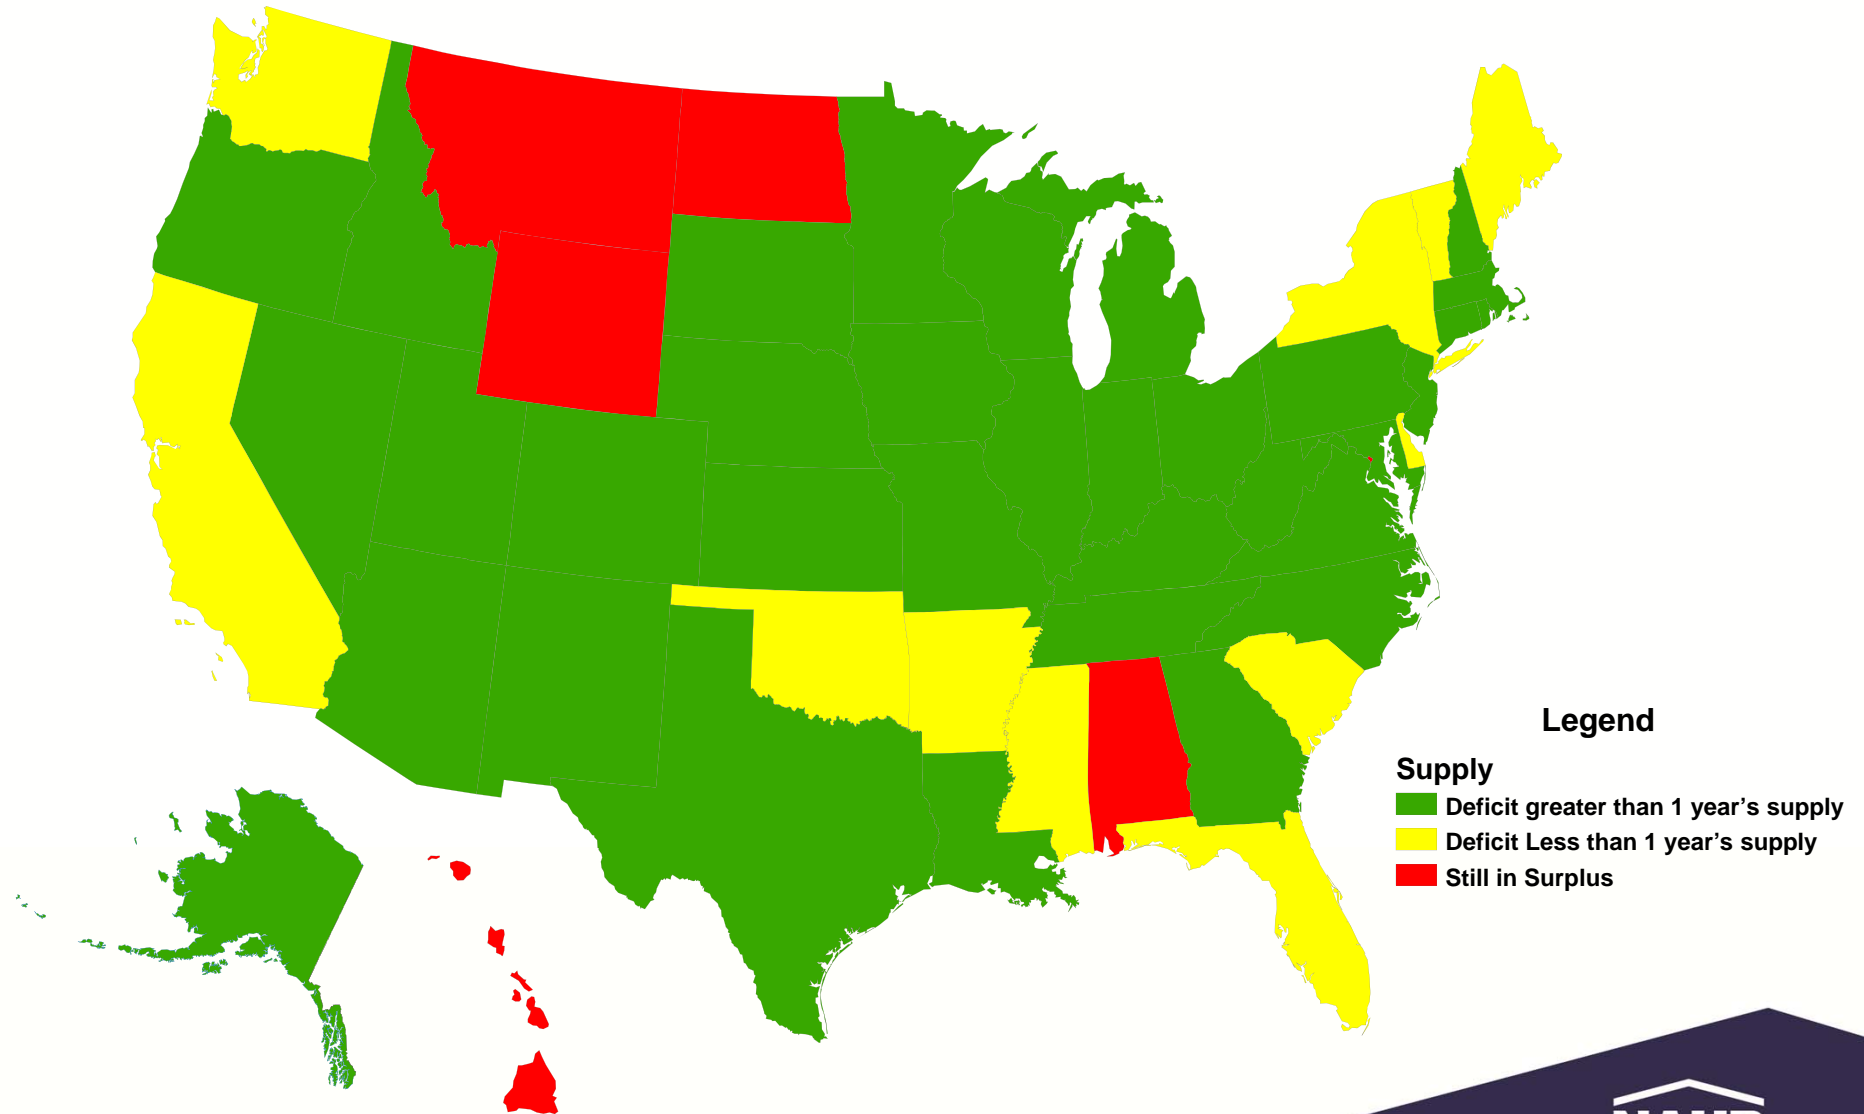 Legend
Supply
Deficit greater than 1 year's supply
Deficit Less than 1 year's supply
Still in Surplus